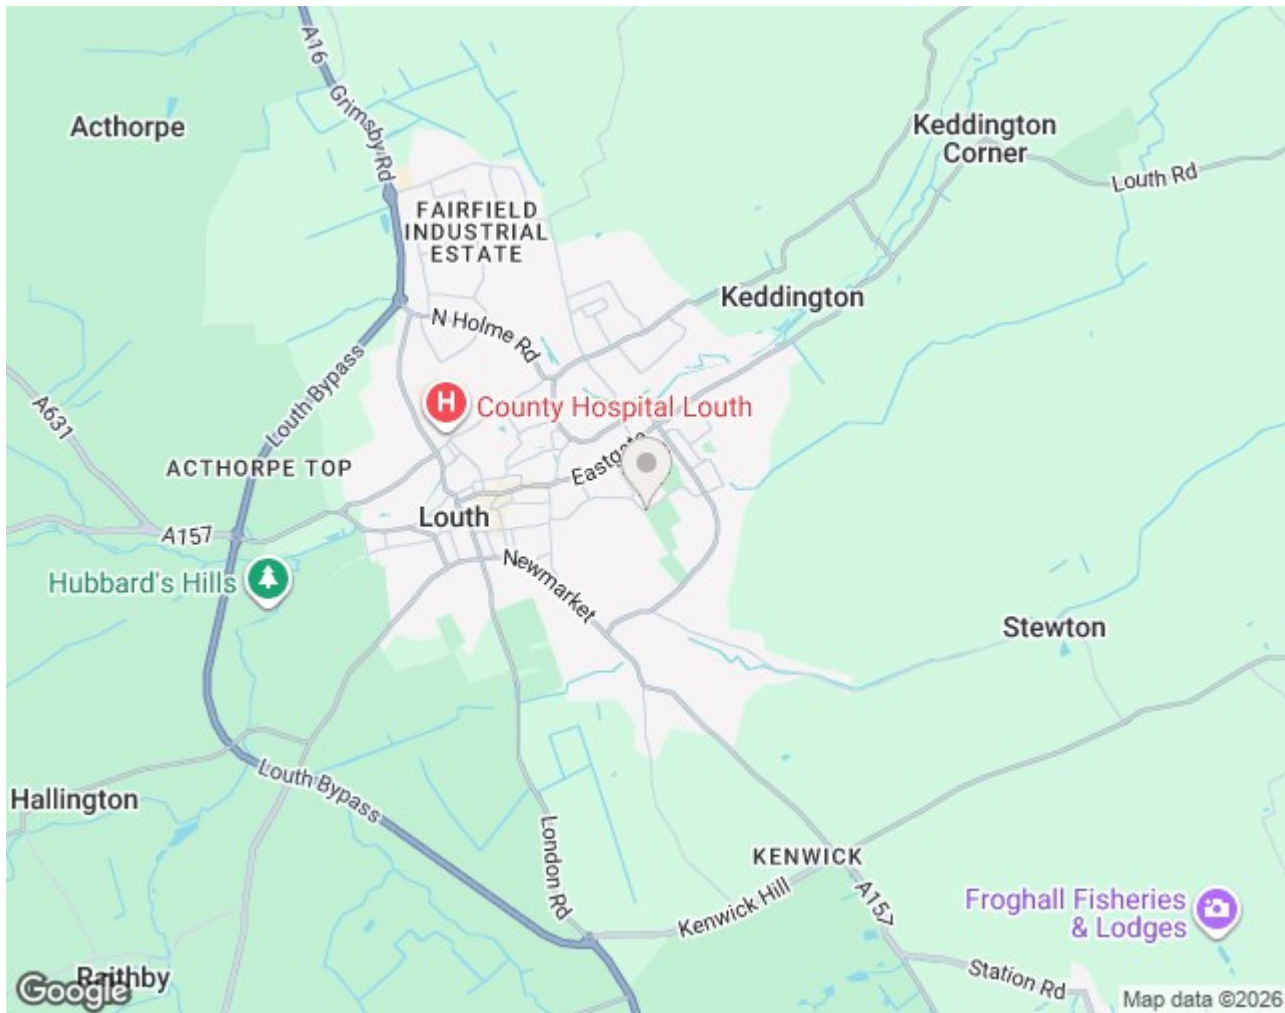 A16
Grimsby Rd
Acthorpe
Keddington
Corner
Louth Rd
FAIRFIELD
INDUSTRIAL
ESTATE
Keddington
N Holme Rd
Louth Bypass
A631
H
County Hospital Louth
Eastgate
ACTHORPE TOP
Louth
A157
Newmarket
Hubbard's Hills
Stewton
Louth Bypass
Hallington
London Rd
KENWICK
A157
Kenwick Hill
Froghall Fisheries
& Lodges
Raithby
Station Rd
Google
Map data ©2026